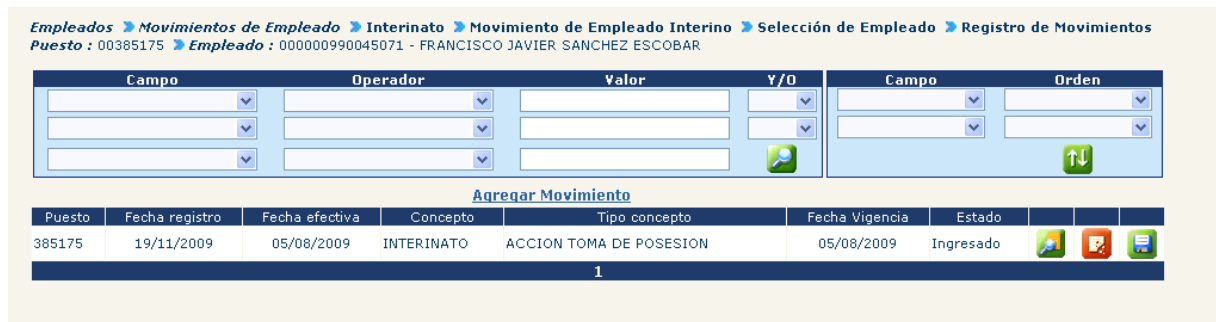 Empleados Movimientos de Empleado Interinato Movimiento de Empleado Interino Selección de Empleado Registro de Movimientos
Puesto : 00385175 Empleado : 000000990045071 - FRANCISCO JAVIER SANCHEZ ESCOBAR
Campo Operador Valor Y/O Campo Orden
Agregar Movimiento
Puesto Fecha registro Fecha efectiva Concepto Tipo concepto Fecha Vigencia Estado
385175 19/11/2009 05/08/2009 INTERINATO ACCION TOMA DE POSESION 05/08/2009 Ingresado
1